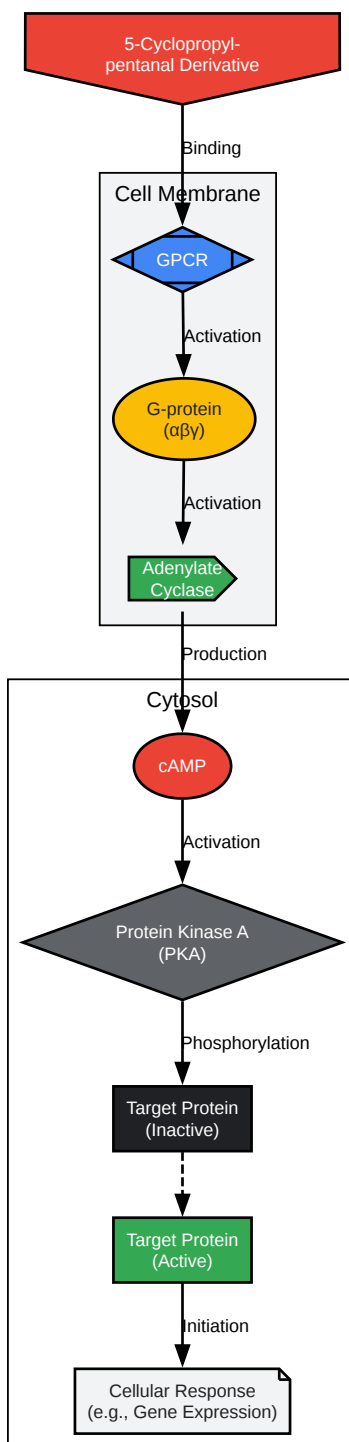 5-Cyclopropyl-
pentanal Derivative
Binding
Cell Membrane
GPCR
Activation
G-protein
(αβγ)
Activation
Adenylate
Cyclase
Production
Cytosol
cAMP
Activation
Protein Kinase A
(PKA)
Phosphorylation
Target Protein
(Inactive)
Target Protein
(Active)
Initiation
Cellular Response
(e.g., Gene Expression)